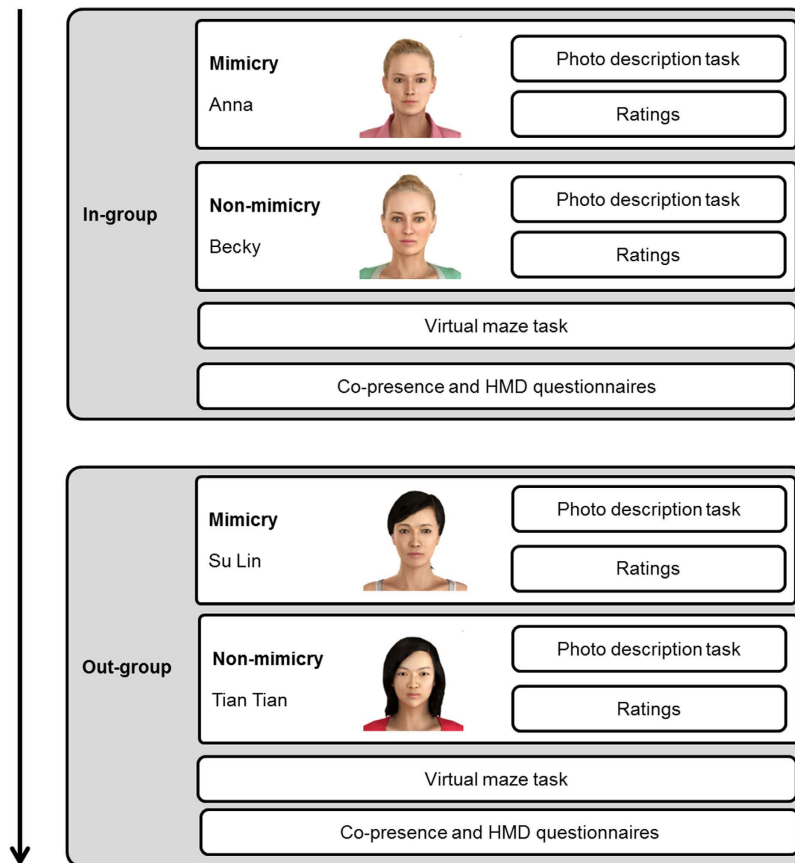 In-group
Mimicry
Anna
Photo description task
Ratings
Non-mimicry
Becky
Photo description task
Ratings
Virtual maze task
Co-presence and HMD questionnaires
Out-group
Mimicry
Su Lin
Photo description task
Ratings
Non-mimicry
Tian Tian
Photo description task
Ratings
Virtual maze task
Co-presence and HMD questionnaires